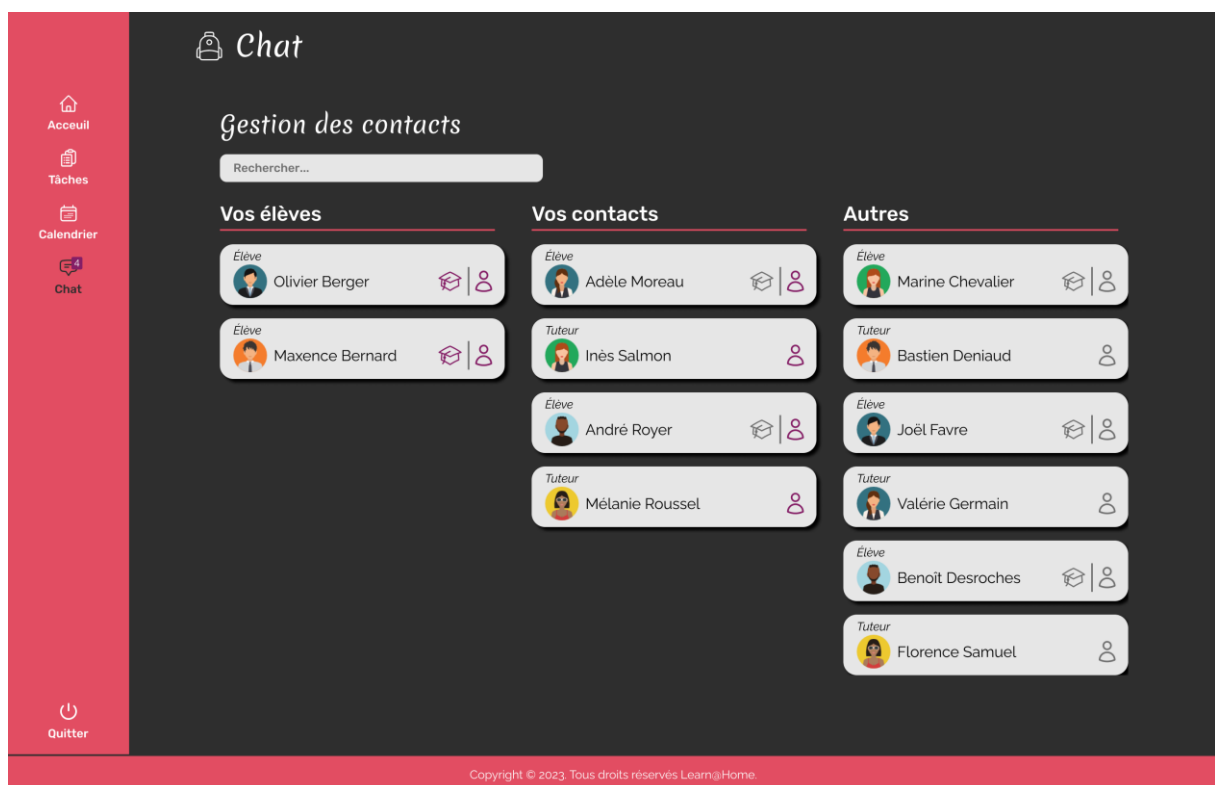 Chat
Acceuil
Tâches
Calendrier
4
Chat
Quitter
Gestion des contacts
Rechercher...
Vos élèves
Élève
Olivier Berger
Élève
Maxence Bernard
Vos contacts
Élève
Adèle Moreau
Tuteur
Inès Salmon
Élève
André Royer
Tuteur
Mélanie Roussel
Autres
Élève
Marine Chevalier
Tuteur
Bastien Deniaud
Élève
Joël Favre
Tuteur
Valérie Germain
Élève
Benoît Desroches
Tuteur
Florence Samuel
Copyright © 2023. Tous droits réservés Learn@Home.